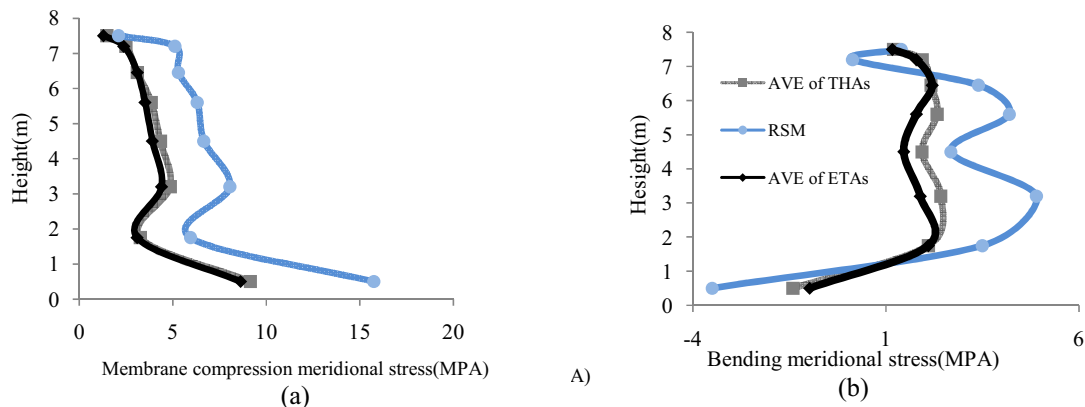 8
7
6
5
4
3
2
1
0
Height(m)
0 5 10 15 20
Membrane compression meridional stress(MPA)
(a)
A)
8
7
6
5
4
3
2
1
0
Hesight(m)
AVE of THAs
RSM
AVE of ETAs
-4 1 6
Bending meridional stress(MPA)
(b)